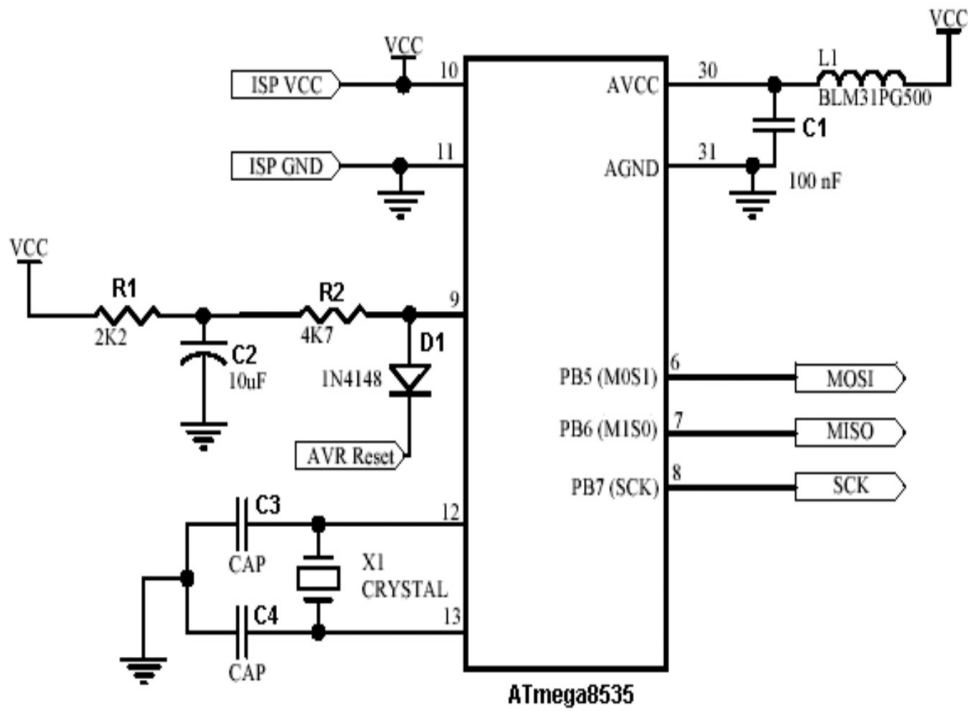 VCC
VCC
L1
ISP VCC
10
AVCC
30
BLM31PG500
C1
ISP GND
11
AGND
31
100 nF
VCC
R1
R2
9
2K2
4K7
D1
C2
10uF
1N4148
PB5 (M0S1)
6
MOSI
PB6 (M1S0)
7
MISO
AVR Reset
PB7 (SCK)
8
SCK
C3
12
CAP
X1
CRYSTAL
C4
13
CAP
ATmega8535